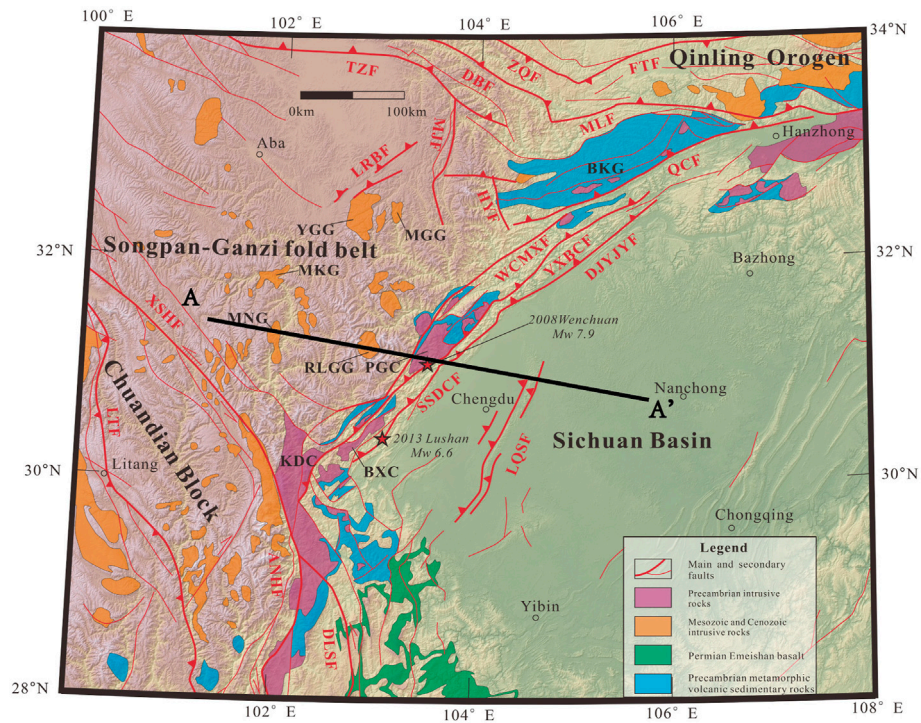 100° E
102° E
104° E
106° E
34°N
Qinling Orogen
TZF
DBF
ZQF
FTF
0km
100km
MLF
Hanzhong
Aba
MJF
LRBF
BKG
QCF
HYF
YGG
MGG
32°N
32°N
Songpan-Ganzi fold belt
WCMXF
YXBCF
DJYJYF
Bazhong
MKG
A
XSHF
MNG
2008Wenchuan
Mw 7.9
RLGG
PGC
SSDCF
Chengdu
Nanchong
A’
Chuandian Block
LTF
2013 Lushan
Mw 6.6
LQSF
Sichuan Basin
30°N
30°N
Litang
KDC
BXC
Chongqing
ANHF
DLSF
Yibin
Legend
Main and secondary
faults
Precambrian intrusive
rocks
Mesozoic and Cenozoic
intrusive rocks
Permian Emeishan basalt
Precambrian metamorphic
volcanic sedimentary rocks
28°N
28°N
102° E
104° E
106° E
108° E